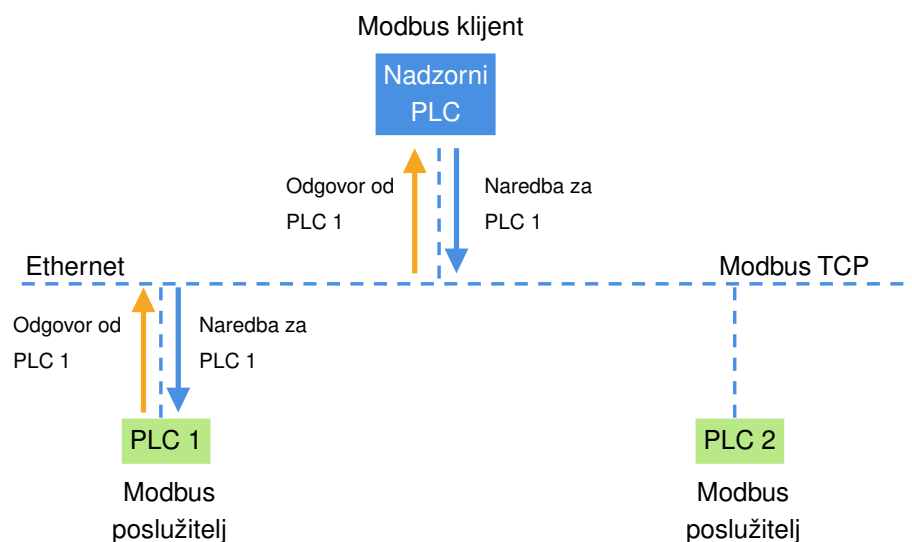 Modbus klijent
Nadzorni
PLC
Odgovor od
PLC 1
Naredba za
PLC 1
Ethernet
Modbus TCP
Odgovor od
PLC 1
Naredba za
PLC 1
PLC 1
PLC 2
Modbus
poslužitelj
Modbus
poslužitelj